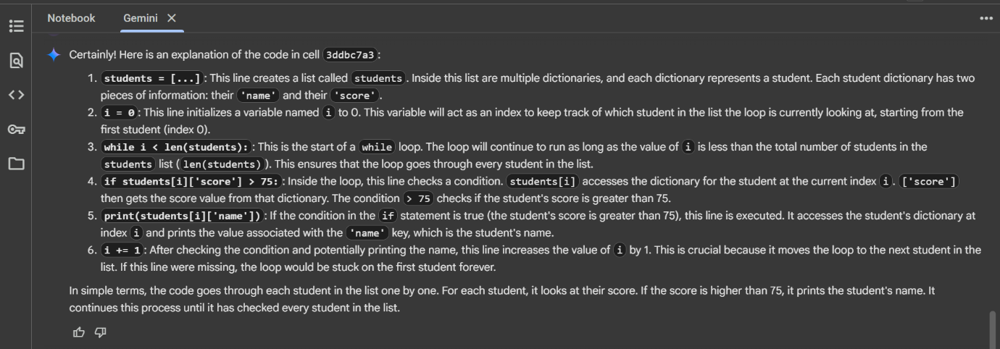 Notebook
Gemini
Certainly! Here is an explanation of the code in cell 3ddbc7a3:
1. students = [...]: This line creates a list called students. Inside this list are multiple dictionaries, and each dictionary represents a student. Each student dictionary has two
pieces of information: their 'name' and their 'score'.
2. i = 0: This line initializes a variable named i to 0. This variable will act as an index to keep track of which student in the list the loop is currently looking at, starting from the
first student (index 0).
3. while i < len(students):: This is the start of a while loop. The loop will continue to run as long as the value of i is less than the total number of students in the
students list (len(students)). This ensures that the loop goes through every student in the list.
4. if students[i]['score'] > 75:: Inside the loop, this line checks a condition. students[i] accesses the dictionary for the student at the current index i. ['score']
then gets the score value from that dictionary. The condition > 75 checks if the student's score is greater than 75.
5. print(students[i]['name']): If the condition in the if statement is true (the student's score is greater than 75), this line is executed. It accesses the student's dictionary at
index i and prints the value associated with the 'name' key, which is the student's name.
6. i += 1: After checking the condition and potentially printing the name, this line increases the value of i by 1. This is crucial because it moves the loop to the next student in the
list. If this line were missing, the loop would be stuck on the first student forever.
In simple terms, the code goes through each student in the list one by one. For each student, it looks at their score. If the score is higher than 75, it prints the student's name. It
continues this process until it has checked every student in the list.